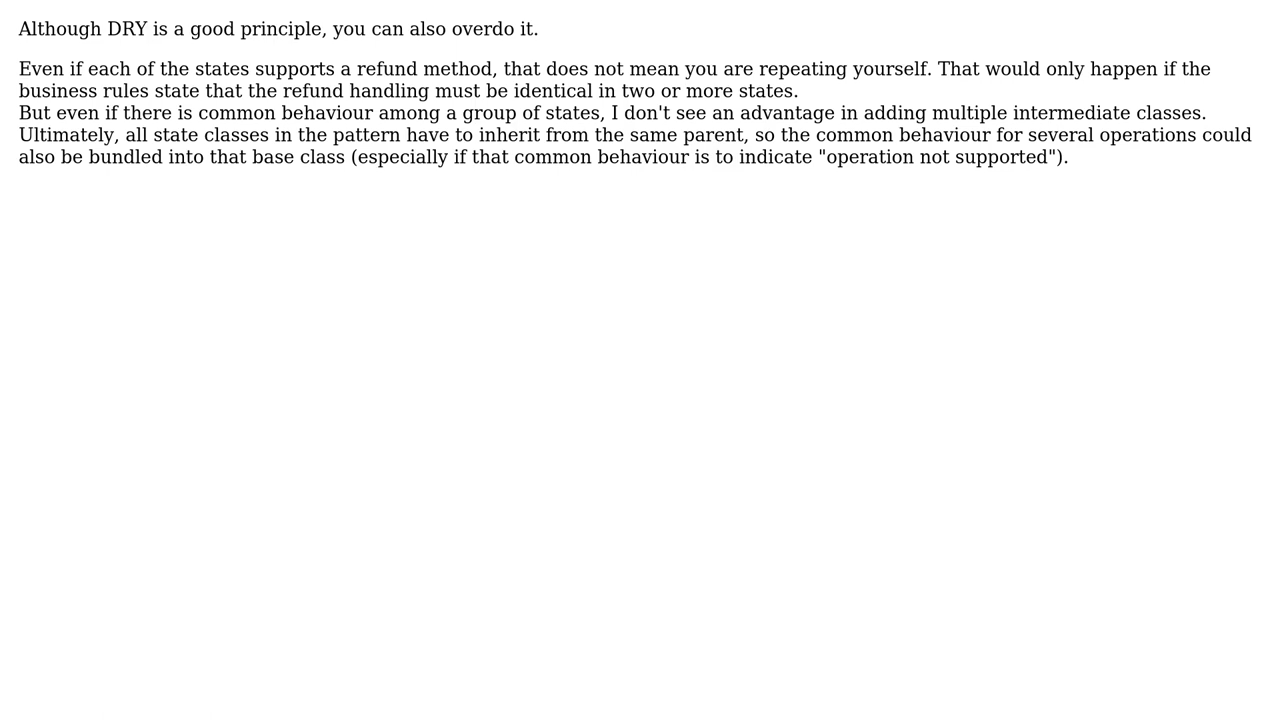 Although DRY is a good principle, you can also overdo it.
Even if each of the states supports a refund method, that does not mean you are repeating yourself. That would only happen if the
business rules state that the refund handling must be identical in two or more states.
But even if there is common behaviour among a group of states, I don't see an advantage in adding multiple intermediate classes.
Ultimately, all state classes in the pattern have to inherit from the same parent, so the common behaviour for several operations could
also be bundled into that base class (especially if that common behaviour is to indicate "operation not supported").